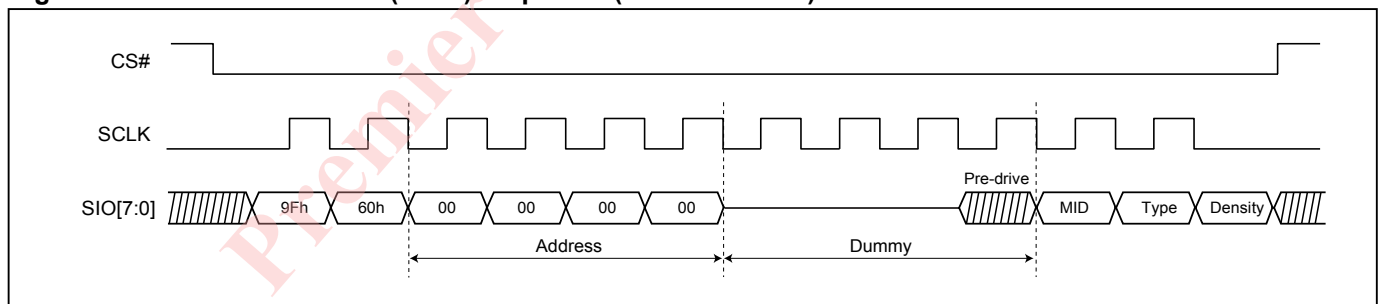 CS#
SCLK
Pre-drive
SIO[7:0] 9Fh 60h 00 00 00 00 MID Type Density
Address Dummy
Premier